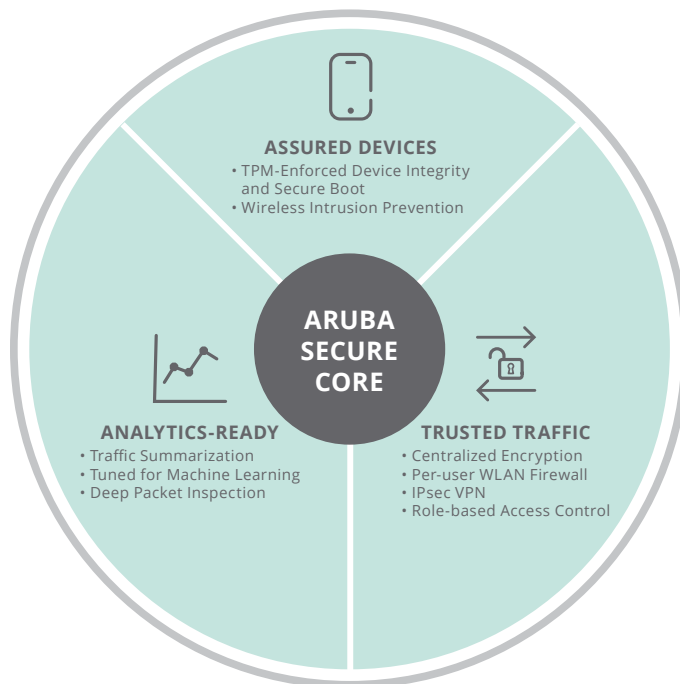 ASSURED DEVICES
• TPM-Enforced Device Integrity
and Secure Boot
• Wireless Intrusion Prevention
ARUBA
SECURE
CORE
ANALYTICS-READY
• Traffic Summarization
• Tuned for Machine Learning
• Deep Packet Inspection
TRUSTED TRAFFIC
• Centralized Encryption
• Per-user WLAN Firewall
• IPsec VPN
• Role-based Access Control